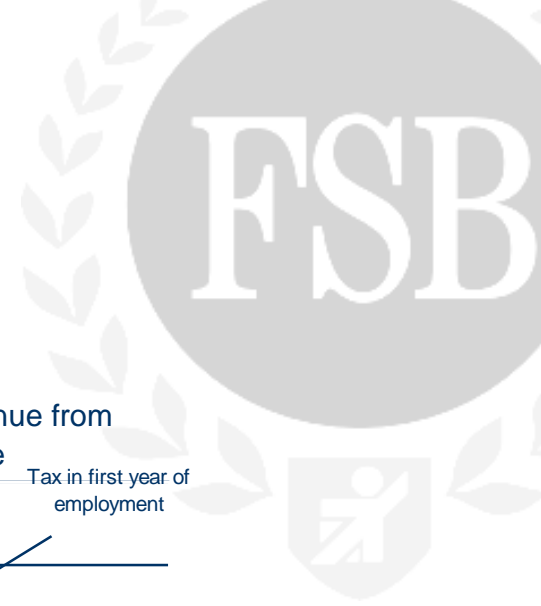 FSB
nue from
e
Tax in first year of
employment